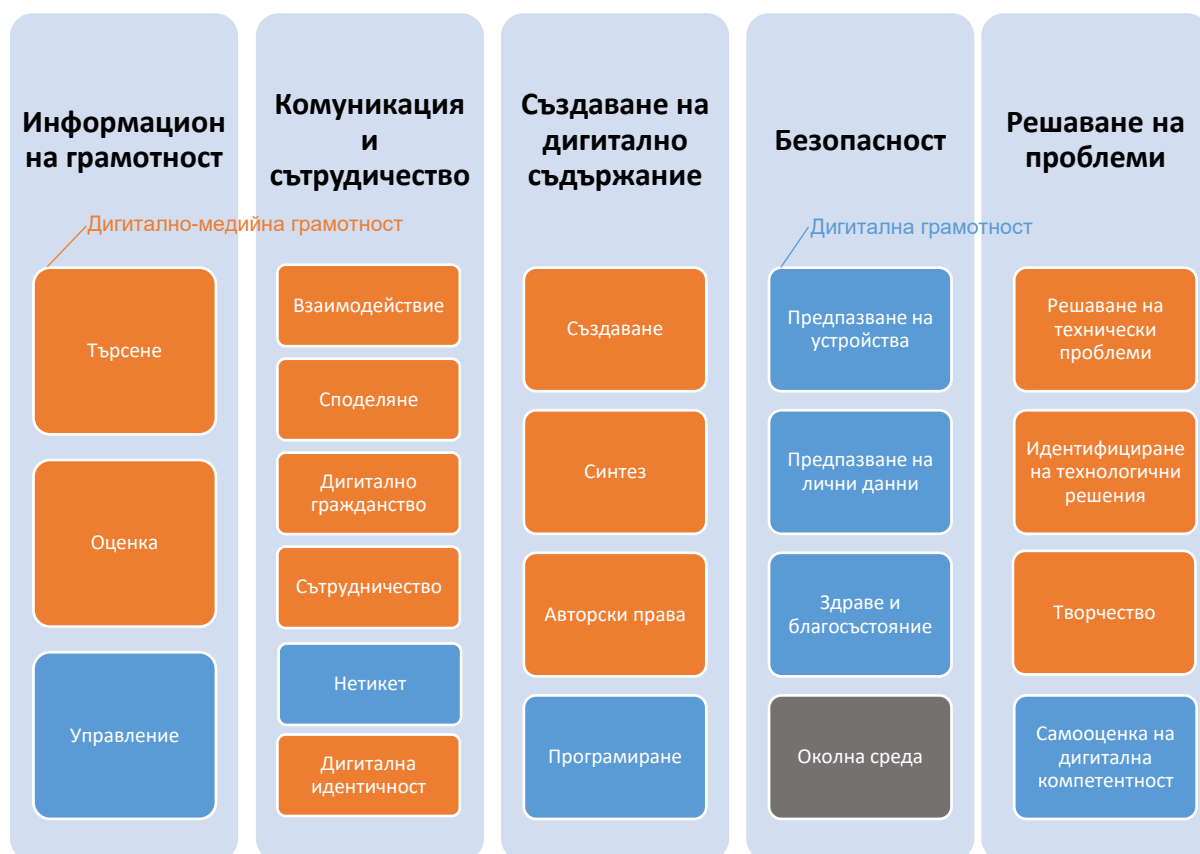 Информацион
на грамотност
Комуникация
и
сътрудичество
Създаване на
дигитално
съдържание
Безопасност
Решаване на
проблеми
Дигитално-медийна грамотност
Търсене
Оценка
Управление
Взаимодействие
Споделяне
Дигитално
гражданство
Сътрудничество
Нетикет
Дигитална
идентичност
Създаване
Синтез
Авторски права
Програмиране
Дигитална грамотност
Предпазване на
устройства
Предпазване на
лични данни
Здраве и
благосъстояние
Околна среда
Решаване на
технически
проблеми
Идентифициране
на технологични
решения
Творчество
Самооценка на
дигитална
компетентност